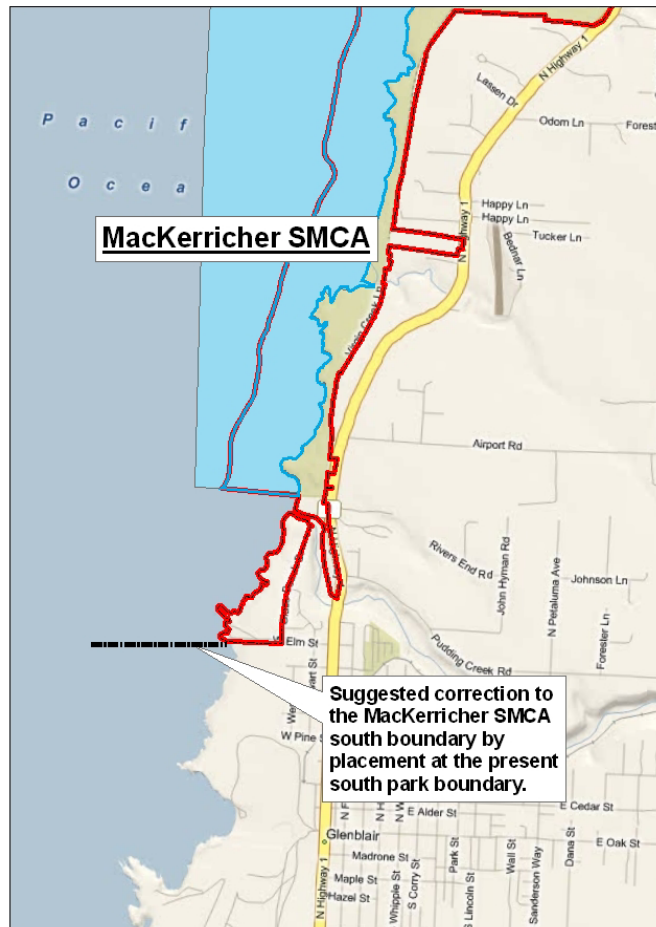 N Highway 1
Lassen Dr
Odom Ln
Forest
P a c i f
O c e a
Happy Ln
Happy Ln
Tucker Ln
N Highway 1
Bednar Ln
MacKerricher SMCA
Virgin Creek Ln
Airport Rd
Rivers End Rd
John Hyman Rd
N Petaluma Ave
Johnson Ln
Forester Ln
Pudding Creek Rd
W Elm St
Suggested correction to
the MacKerricher SMCA
south boundary by
placement at the present
south park boundary.
W Pine S
E Cedar St
E Alder St
E Oak St
Glenblair
Madrone St
Maple St
Hazel St
N Highway 1
Whipple St
S Corry St
Park St
S Lincoln St
Wall St
Sanderson Way
Dana St